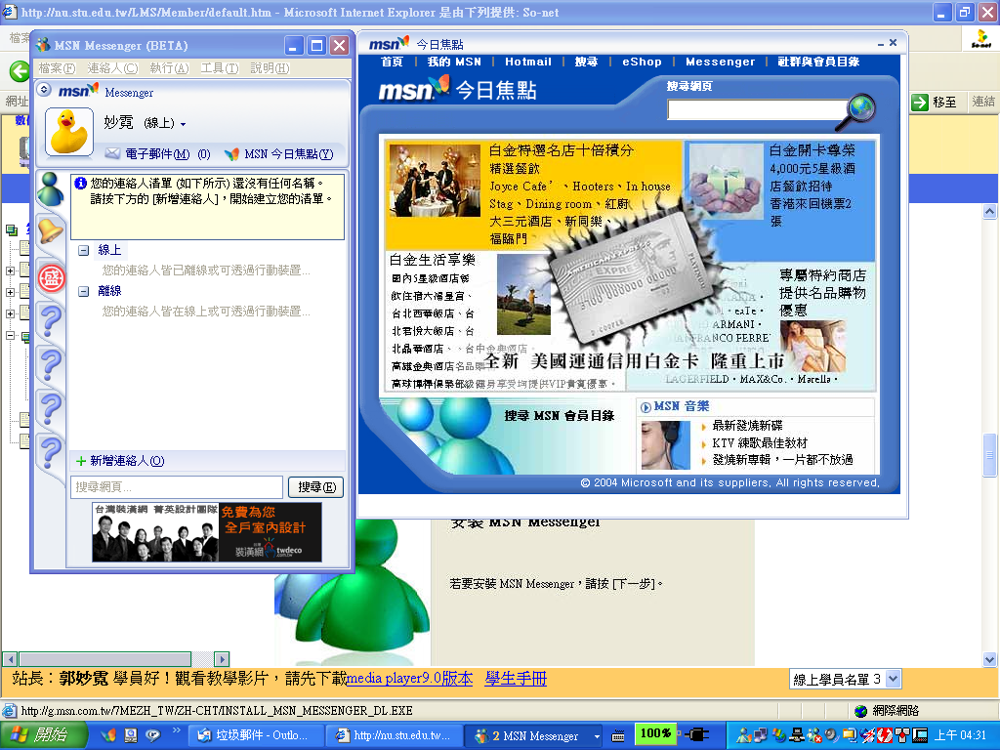 http://nu.stu.edu.tw/LMS/Member/default.htm - Microsoft Internet Explorer 是由下列提供: So-net
檔案
So-net
網址
移至
連結
MSN Messenger (BETA)
檔案(F) 連絡人(C) 執行(A) 工具(T) 說明(H)
msn Messenger
妙霓 (線上)
電子郵件(M) (0) MSN 今日焦點(Y)
您的連絡人清單 (如下所示) 還沒有任何名稱。
請按下方的 [新增連絡人]，開始建立您的清單。
線上
您的連絡人皆已離線或可透過行動裝置...
離線
您的連絡人皆在線上或可透過行動裝置...
盛
新增連絡人(O)
搜尋網頁...
搜尋(E)
台灣裝潢網 菁英設計團隊
免費為您
全戶室內設計
裝潢網 twdeco
msn 今日焦點
首頁 | 我的 MSN | Hotmail | 搜尋 | eShop | Messenger | 社群與會員目錄
msn 今日焦點
搜尋網頁
白金特選名店十倍積分
精選餐飲
Joyce Cafe'、Hooters、In house
Stag、Dining room、紅廚
大三元酒店、新同樂、
福臨門、
白金開卡尊榮
4,000元5星級酒
店餐飲招待
香港來回機票2
張
白金生活享樂
國內5星級酒店餐
飲住宿六福皇宮、
台北西華飯店、台
北君悅大飯店、台
北晶華酒店、、台中金典酒店、
高雄金典酒店
專屬特約商店
提供名品購物
優惠
AMERICAN EXPRESS
ARMANI・
LAGERFIELD・MAX&Co.・Marella・
全新 美國運通信用白金卡 隆重上市
搜尋 MSN 會員目錄
MSN 音樂
最新發燒新碟
KTV 練歌最佳教材
發燒新專輯，一片都不放過
© 2004 Microsoft and its suppliers. All rights reserved.
安裝 MSN Messenger
若要安裝 MSN Messenger，請按 [下一步]。
站長：郭妙霓 學員好！觀看教學影片，請先下載media player9.0版本 學生手冊
線上學員名單 3
http://g.msn.com.tw/7MEZH_TW/ZH-CHT/INSTALL_MSN_MESSENGER_DL.EXE
網際網路
開始
垃圾郵件 - Outlo...
http://nu.stu.edu.tw...
2 MSN Messenger
100%
上午 04:31